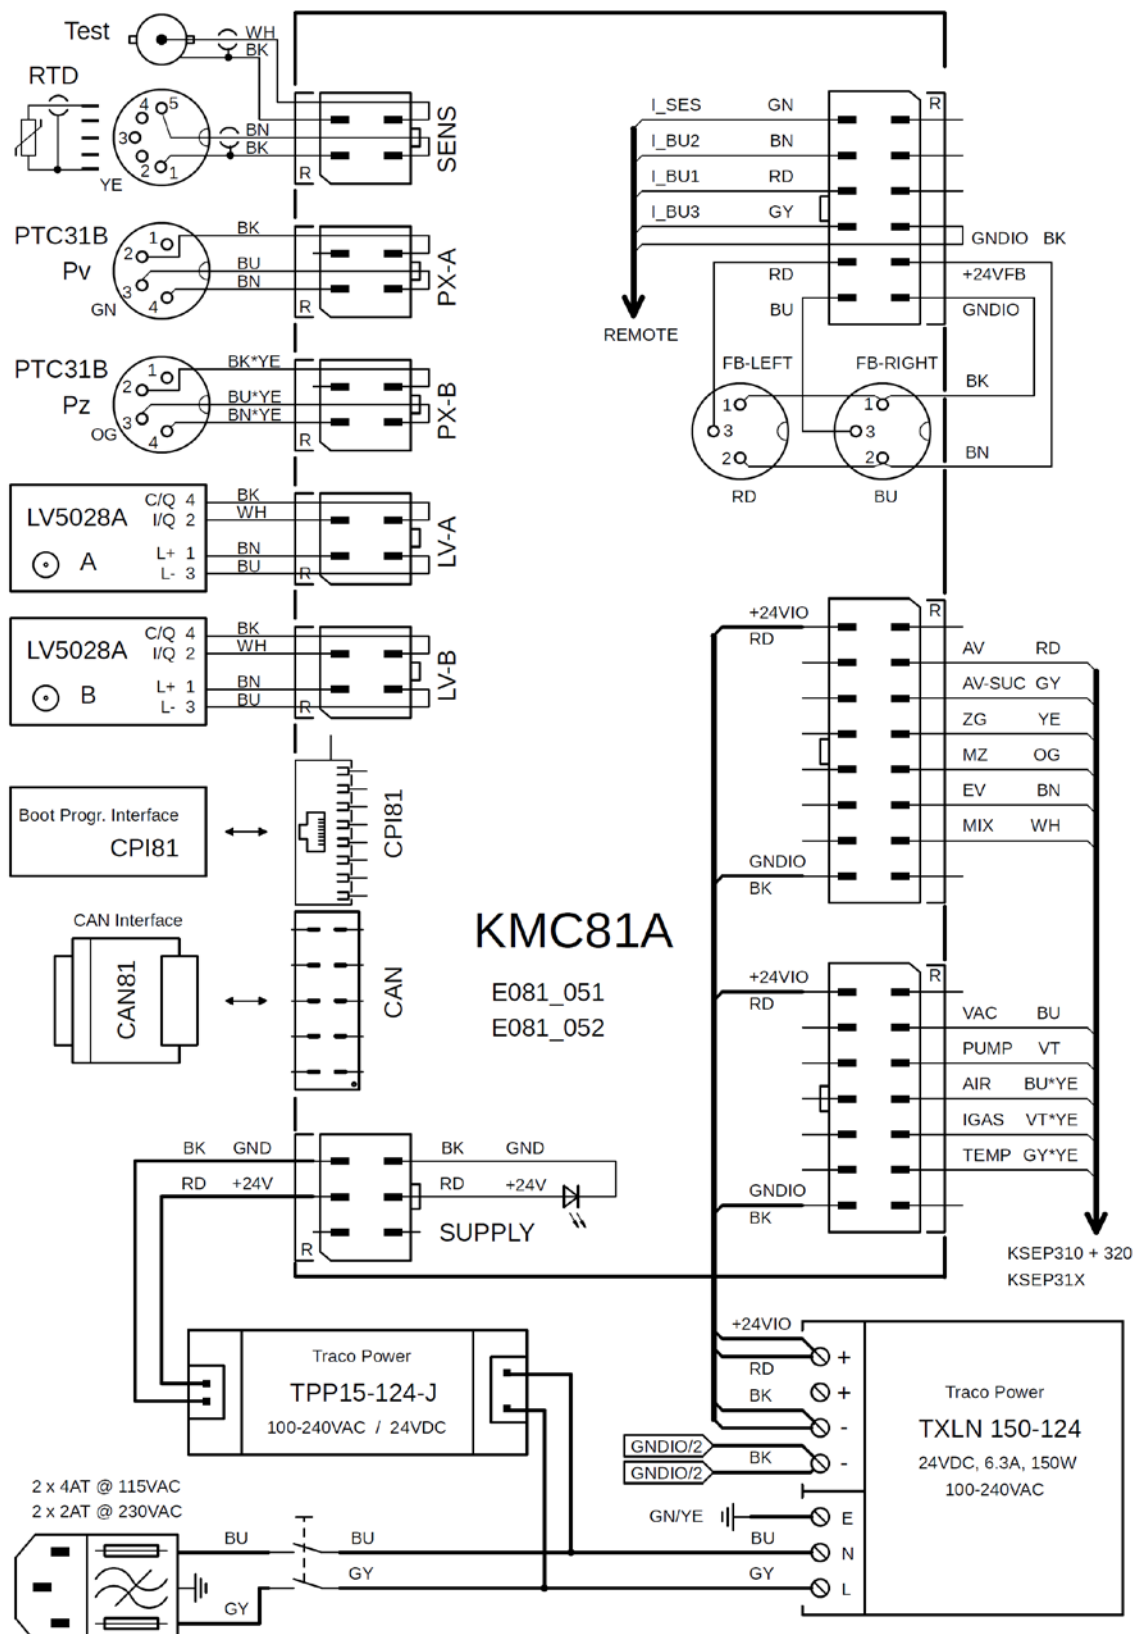 Test
WH
BK
RTD
4 5
3
2 1
BN
BK
YE
R
SENS
PTC31B
Pv
1
2
3
4
BK
BU
BN
GN
R
PX-A
PTC31B
Pz
1
2
3
4
BK*YE
BU*YE
BN*YE
OG
R
PX-B
LV5028A
A
C/Q 4
I/Q 2
L+ 1
L- 3
BK
WH
BN
BU
R
LV-A
LV5028A
B
C/Q 4
I/Q 2
L+ 1
L- 3
BK
WH
BN
BU
R
LV-B
Boot Progr. Interface
CPI81
CPI81
CAN Interface
CAN81
CAN
KMC81A
E081_051
E081_052
I_SES GN
I_BU2 BN
I_BU1 RD
I_BU3 GY
R
GNDIO BK
RD
+24VFB
BU
GNDIO
REMOTE
FB-LEFT
FB-RIGHT
BK
1
3
2
1
3
2
BN
RD
BU
+24VIO
RD
R
AV RD
AV-SUC GY
ZG YE
MZ OG
EV BN
MIX WH
GNDIO
BK
+24VIO
RD
R
VAC BU
PUMP VT
AIR BU*YE
IGAS VT*YE
TEMP GY*YE
GNDIO
BK
KSEP310 + 320
KSEP31X
BK GND
RD +24V
BK GND
RD +24V
R
SUPPLY
Traco Power
TPP15-124-J
100-240VAC / 24VDC
+24VIO
RD
BK
GNDIO/2
GNDIO/2
BK
GN/YE
BU
GY
+
+
-
-
E
N
L
Traco Power
TXLN 150-124
24VDC, 6.3A, 150W
100-240VAC
2 x 4AT @ 115VAC
2 x 2AT @ 230VAC
BU
BU
GY
GY